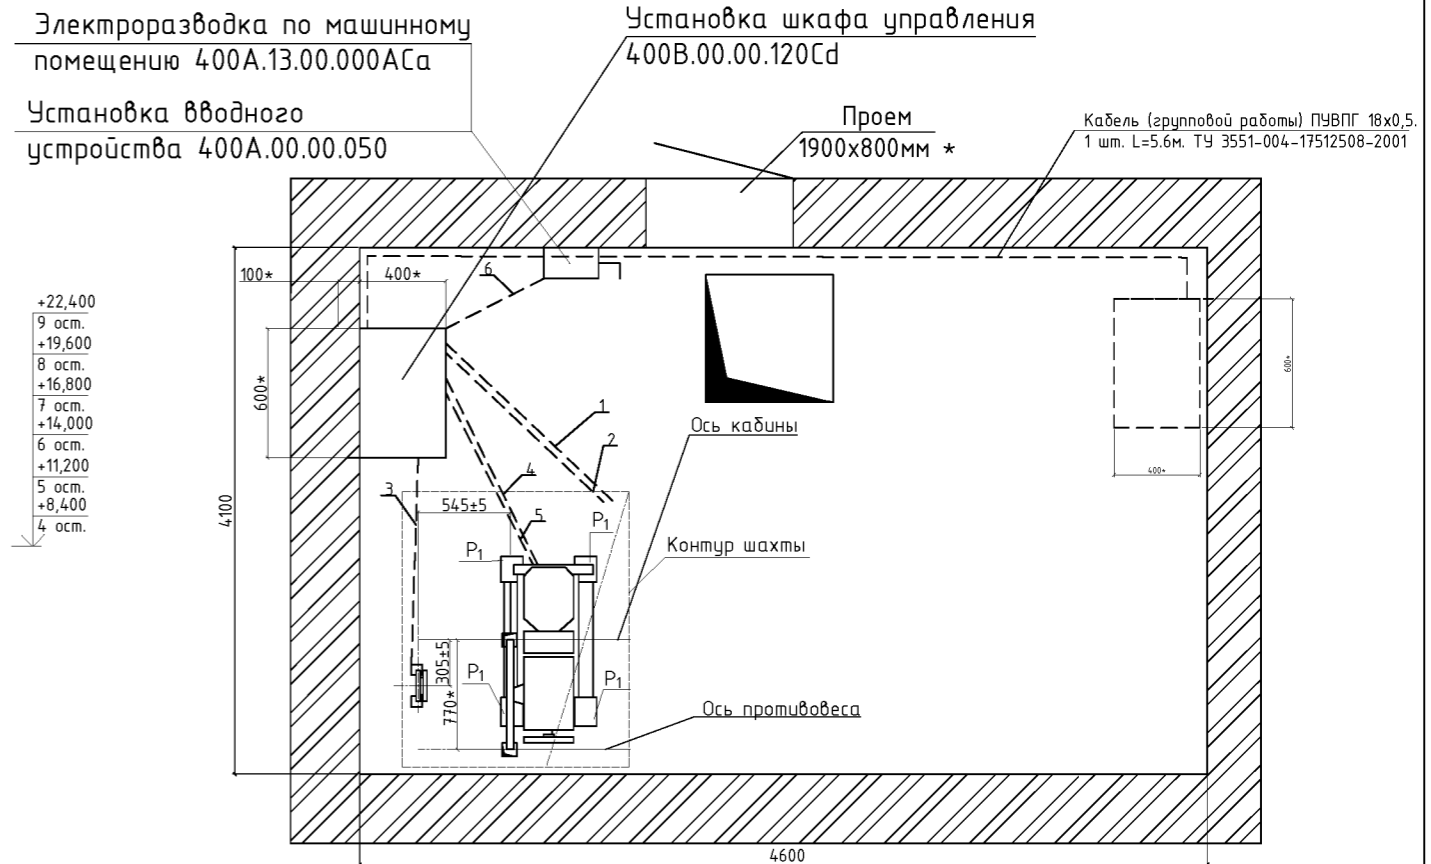 Электроразводка по машинному
помещению 400А.13.00.000АСа
Установка шкафа управления
400В.00.00.120Cd
Установка вводного
устройства 400А.00.00.050
Проем
1900х800мм *
Кабель (групповой работы) ПУВПГ 18х0,5.
1 шт. L=5.6м. ТУ 3551-004-17512508-2001
100*
400*
6
+22,400
9 ост.
+19,600
8 ост.
+16,800
7 ост.
+14,000
6 ост.
+11,200
5 ост.
+8,400
4 ост.
600*
600*
400*
1
2
Ось кабины
4
3
545±5
5
4100
P1
P1
Контур шахты
305±5
770*
P1
P1
Ось противовеса
4600